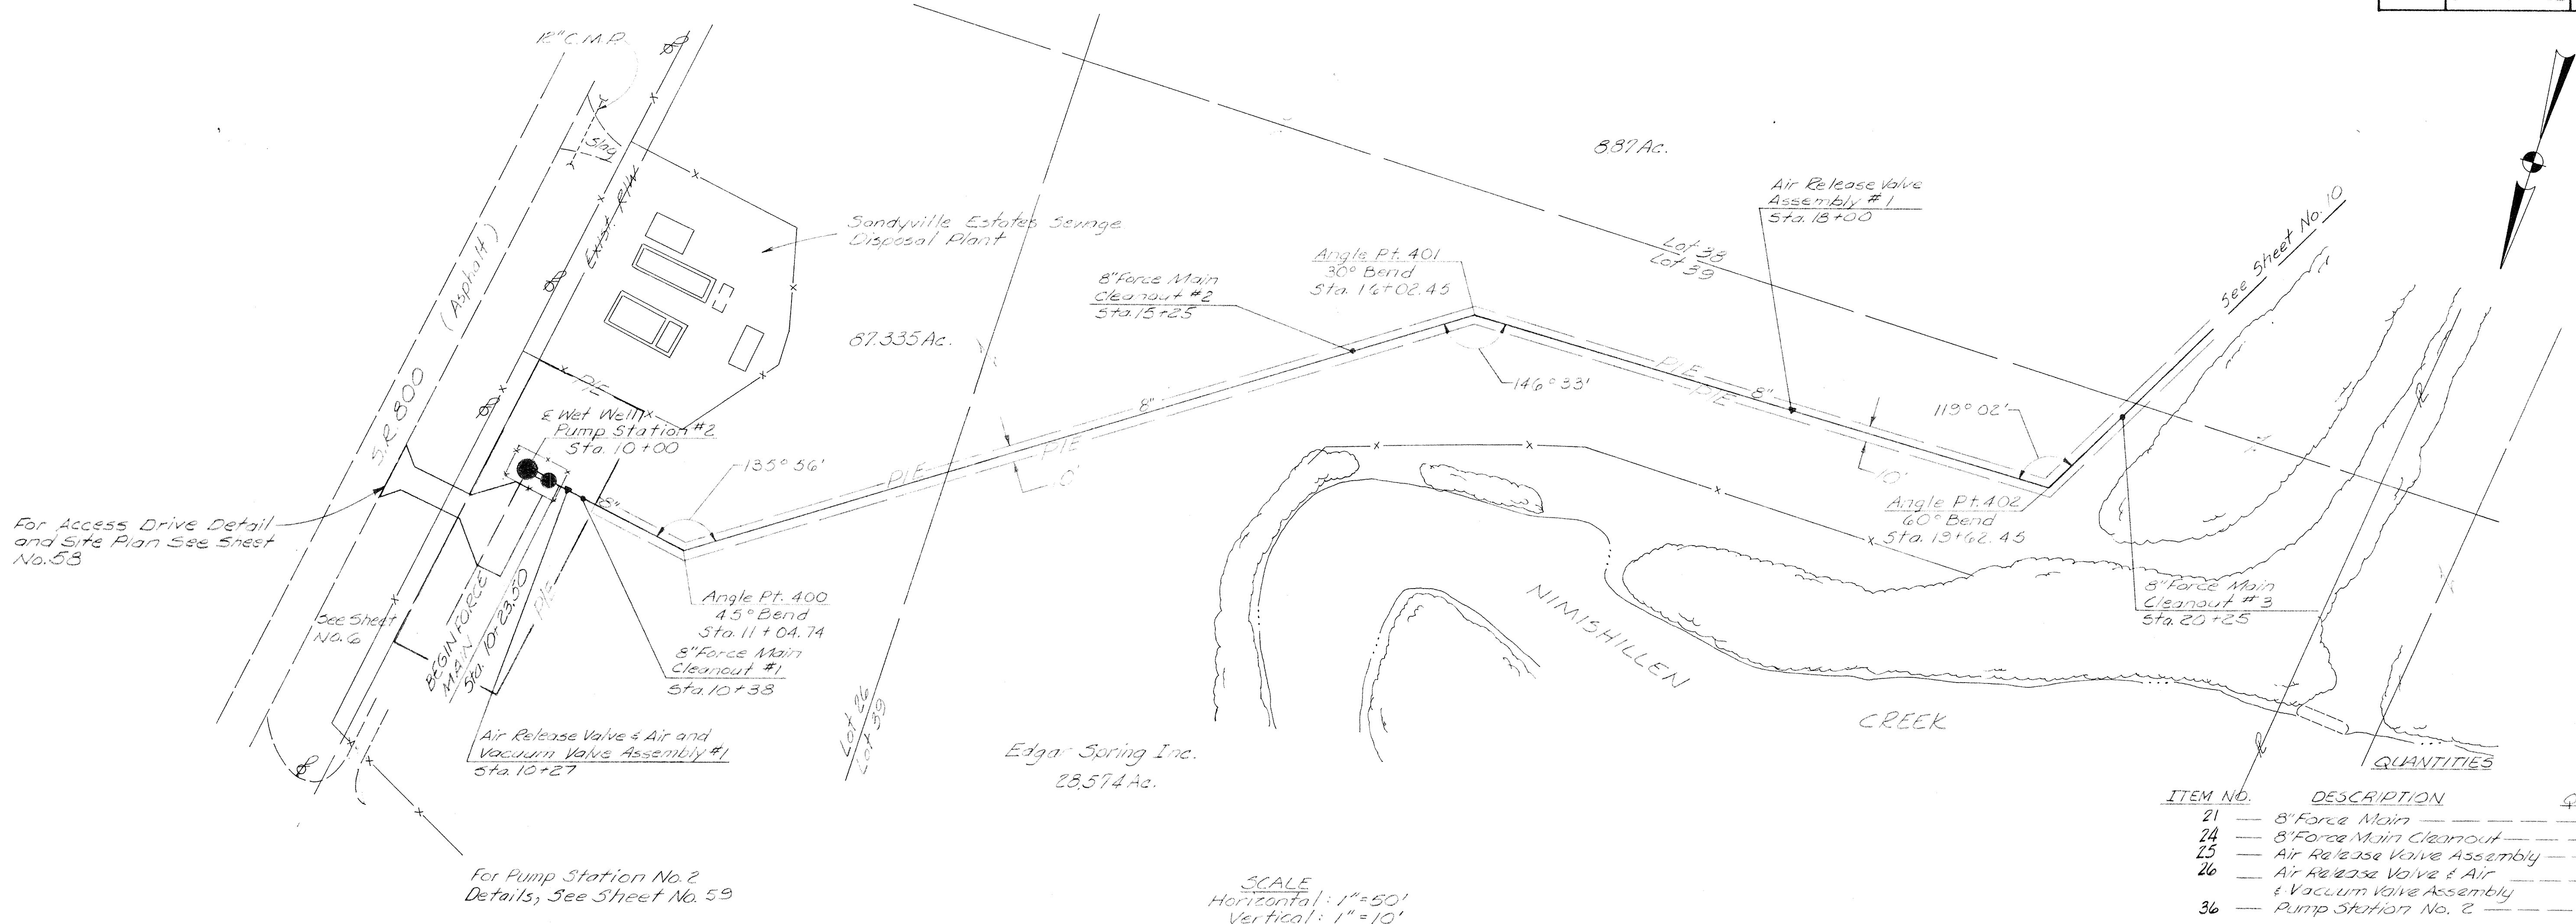 12" C.M.P.
Slag
Exist. R/W
(Asphalt)
S.R. 800
Sandyville Estates Sewage
Disposal Plant
87.335 Ac.
8.87 Ac.
Lot 38
Lot 39
See Sheet No. 10
Air Release Valve
Assembly #1
Sta. 18+00
Angle Pt. 401
30° Bend
Sta. 16+02.45
8" Force Main
Cleanout #2
Sta. 15+25
P/E
℄ Wet Well
Pump Station #2
Sta. 10+00
135° 56'
8"
P/E
8"
P/E
10'
146° 33'
P/E
8"
P/E
10'
119° 02'
Angle Pt. 402
60° Bend
Sta. 19+62.45
8" Force Main
Cleanout #3
Sta. 20+25
For Access Drive Detail
and Site Plan See Sheet
No. 58
See Sheet
No. 6
BEGIN FORCE
MAIN
Sta. 10+23.50
P/E
Angle Pt. 400
45° Bend
Sta. 11+04.74
8" Force Main
Cleanout #1
Sta. 10+38
Air Release Valve & Air and
Vacuum Valve Assembly #1
Sta. 10+27
Lot 26
Lot 39
Edgar Spring Inc.
28.574 Ac.
NIMISHILLEN
CREEK
For Pump Station No. 2
Details, See Sheet No. 59
SCALE
Horizontal: 1"=50'
Vertical: 1"=10'
QUANTITIES
ITEM NO. DESCRIPTION
21 — 8" Force Main
24 — 8" Force Main Cleanout
25 — Air Release Valve Assembly
26 — Air Release Valve & Air
& Vacuum Valve Assembly
36 — Pump Station No. 2